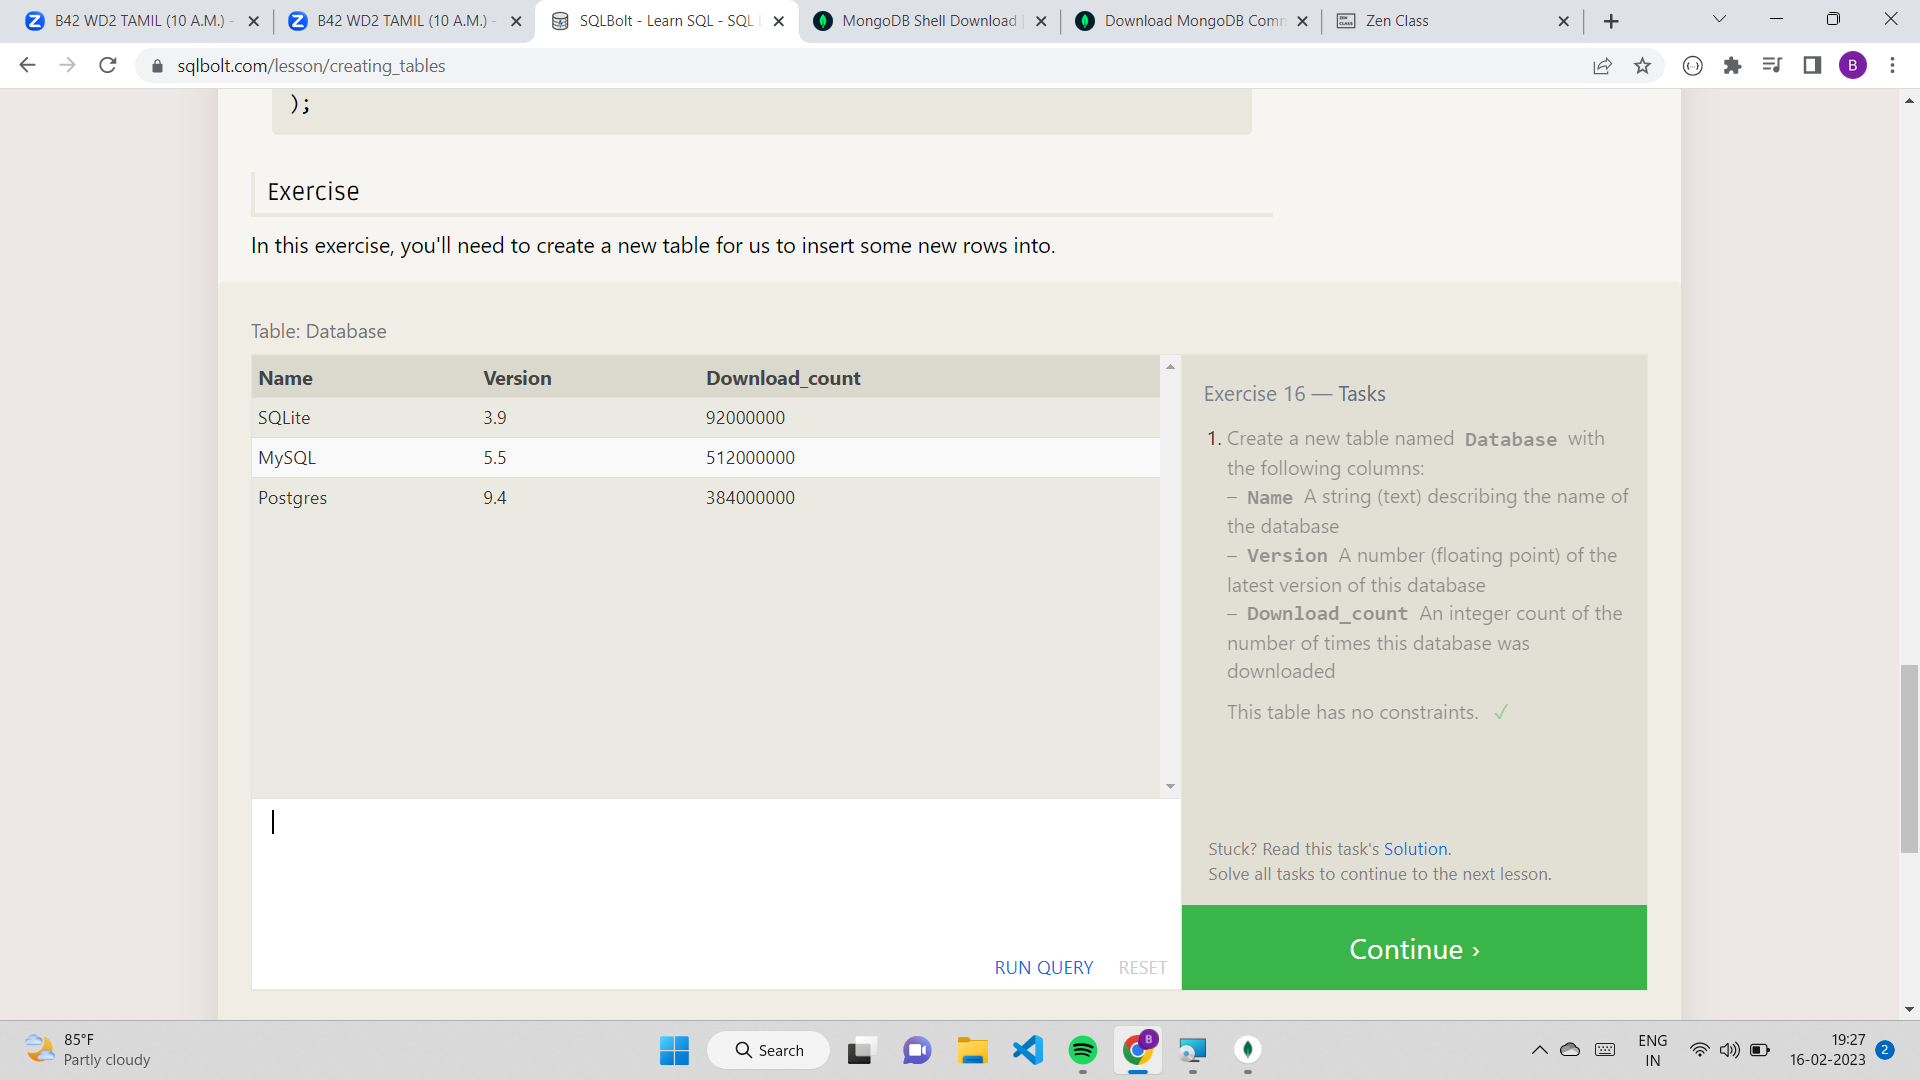 B42 WD2 TAMIL (10 A.M.) -
B42 WD2 TAMIL (10 A.M.) -
SQLBolt - Learn SQL - SQL L
MongoDB Shell Download |
Download MongoDB Comm
Zen Class
sqlbolt.com/lesson/creating_tables
B
);
Exercise
In this exercise, you'll need to create a new table for us to insert some new rows into.
Table: Database
Name Version Download_count
SQLite 3.9 92000000
MySQL 5.5 512000000
Postgres 9.4 384000000
Exercise 16 — Tasks
1. Create a new table named Database with
the following columns:
– Name A string (text) describing the name of
the database
– Version A number (floating point) of the
latest version of this database
– Download_count An integer count of the
number of times this database was
downloaded
This table has no constraints. ✓
Stuck? Read this task's Solution.
Solve all tasks to continue to the next lesson.
RUN QUERY RESET
Continue ›
85°F
Partly cloudy
Search
B
ENG
IN
19:27
16-02-2023
2